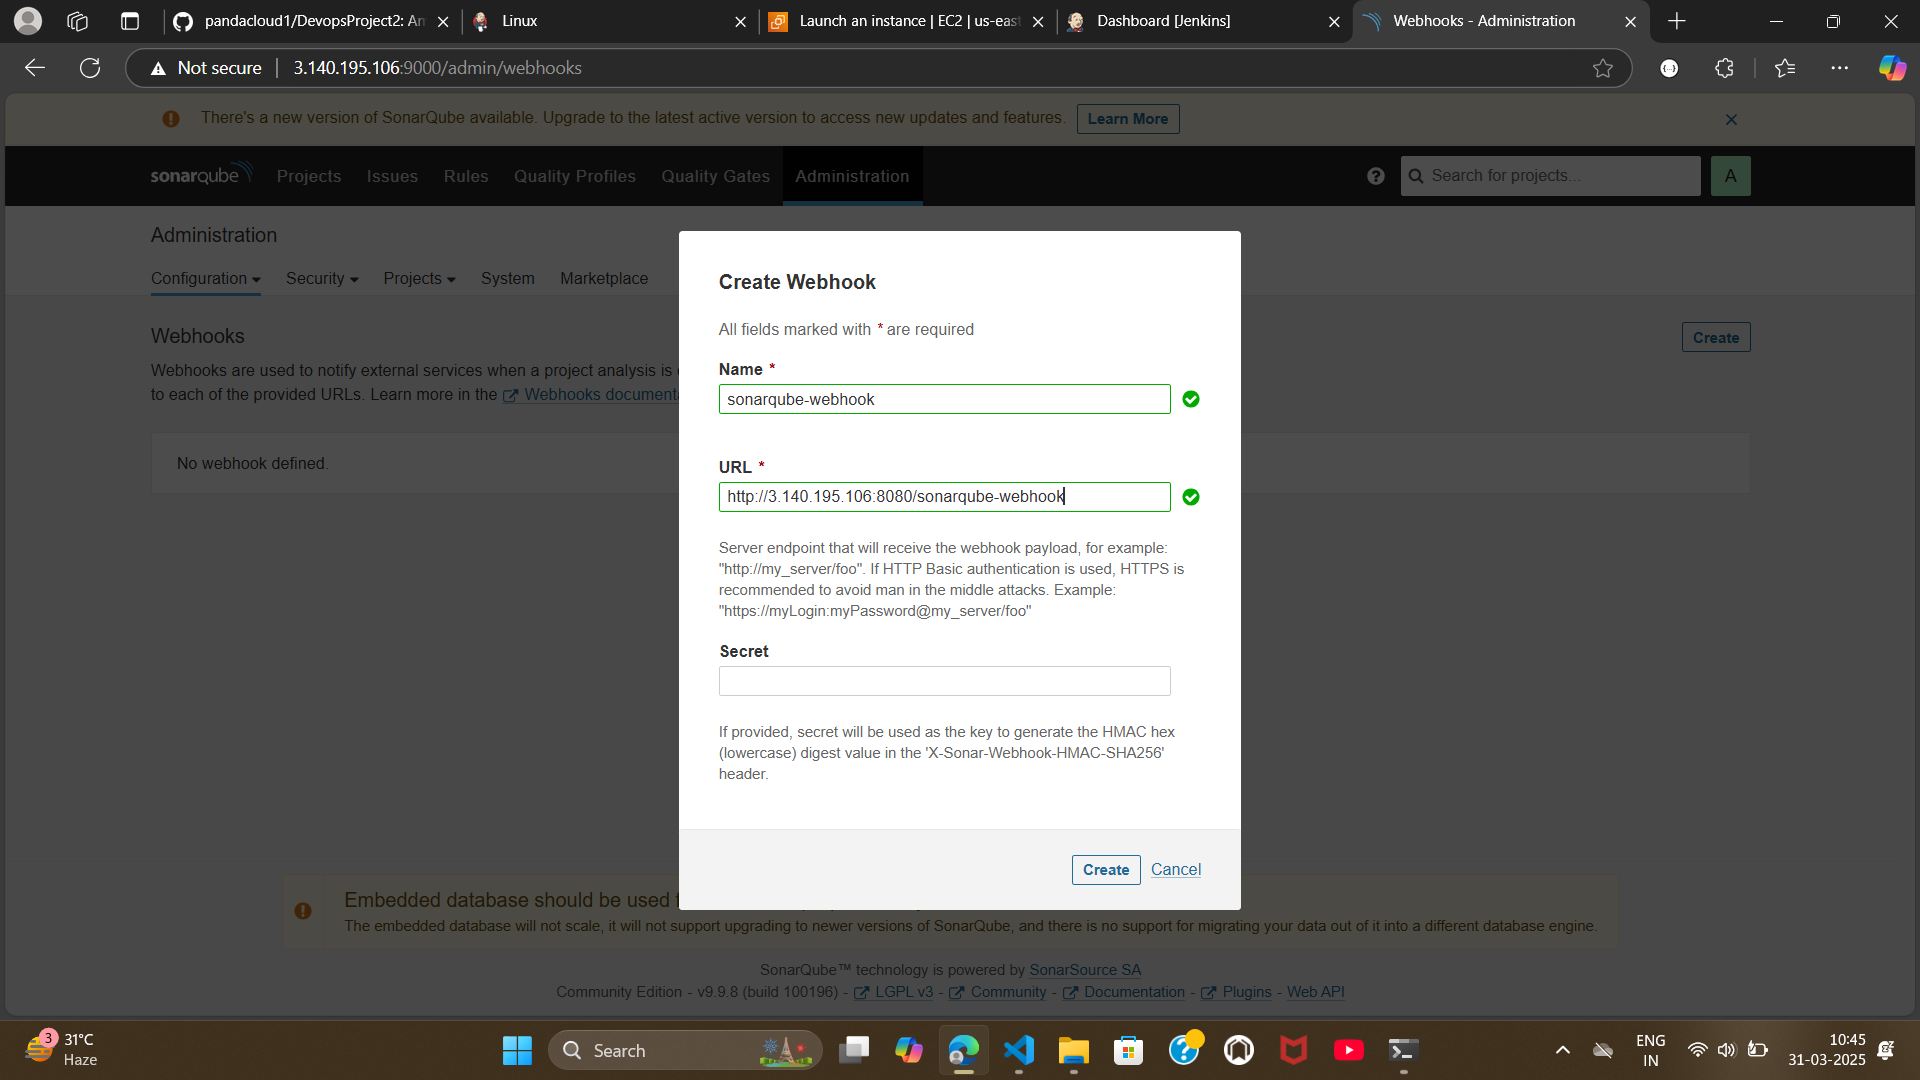 pandacloud1/DevopsProject2: Am
Linux
Launch an instance | EC2 | us-east
Dashboard [Jenkins]
Webhooks - Administration
Not secure
3.140.195.106:9000/admin/webhooks
There's a new version of SonarQube available. Upgrade to the latest active version to access new updates and features.
Learn More
sonarqube
Projects
Issues
Rules
Quality Profiles
Quality Gates
Administration
Search for projects...
A
Administration
Configuration
Security
Projects
System
Marketplace
Webhooks
Create
Webhooks are used to notify external services when a project analysis is
to each of the provided URLs. Learn more in the Webhooks documenta
No webhook defined.
Create Webhook
All fields marked with * are required
Name *
sonarqube-webhook
URL *
http://3.140.195.106:8080/sonarqube-webhook
Server endpoint that will receive the webhook payload, for example:
"http://my_server/foo". If HTTP Basic authentication is used, HTTPS is
recommended to avoid man in the middle attacks. Example:
"https://myLogin:myPassword@my_server/foo"
Secret
If provided, secret will be used as the key to generate the HMAC hex
(lowercase) digest value in the 'X-Sonar-Webhook-HMAC-SHA256'
header.
Create
Cancel
Embedded database should be used
The embedded database will not scale, it will not support upgrading to newer versions of SonarQube, and there is no support for migrating your data out of it into a different database engine.
SonarQube™ technology is powered by SonarSource SA
Community Edition - v9.9.8 (build 100196) - LGPL v3 - Community - Documentation - Plugins - Web API
3
31°C
Haze
Search
ENG
IN
10:45
31-03-2025